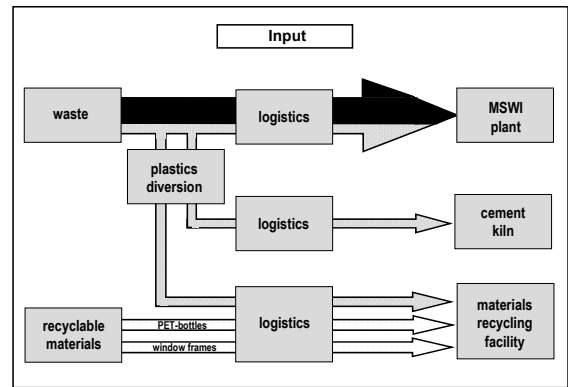 Input
waste
logistics
MSWI
plant
plastics
diversion
logistics
cement
kiln
recyclable
materials
PET-bottles
window frames
logistics
materials
recycling
facility